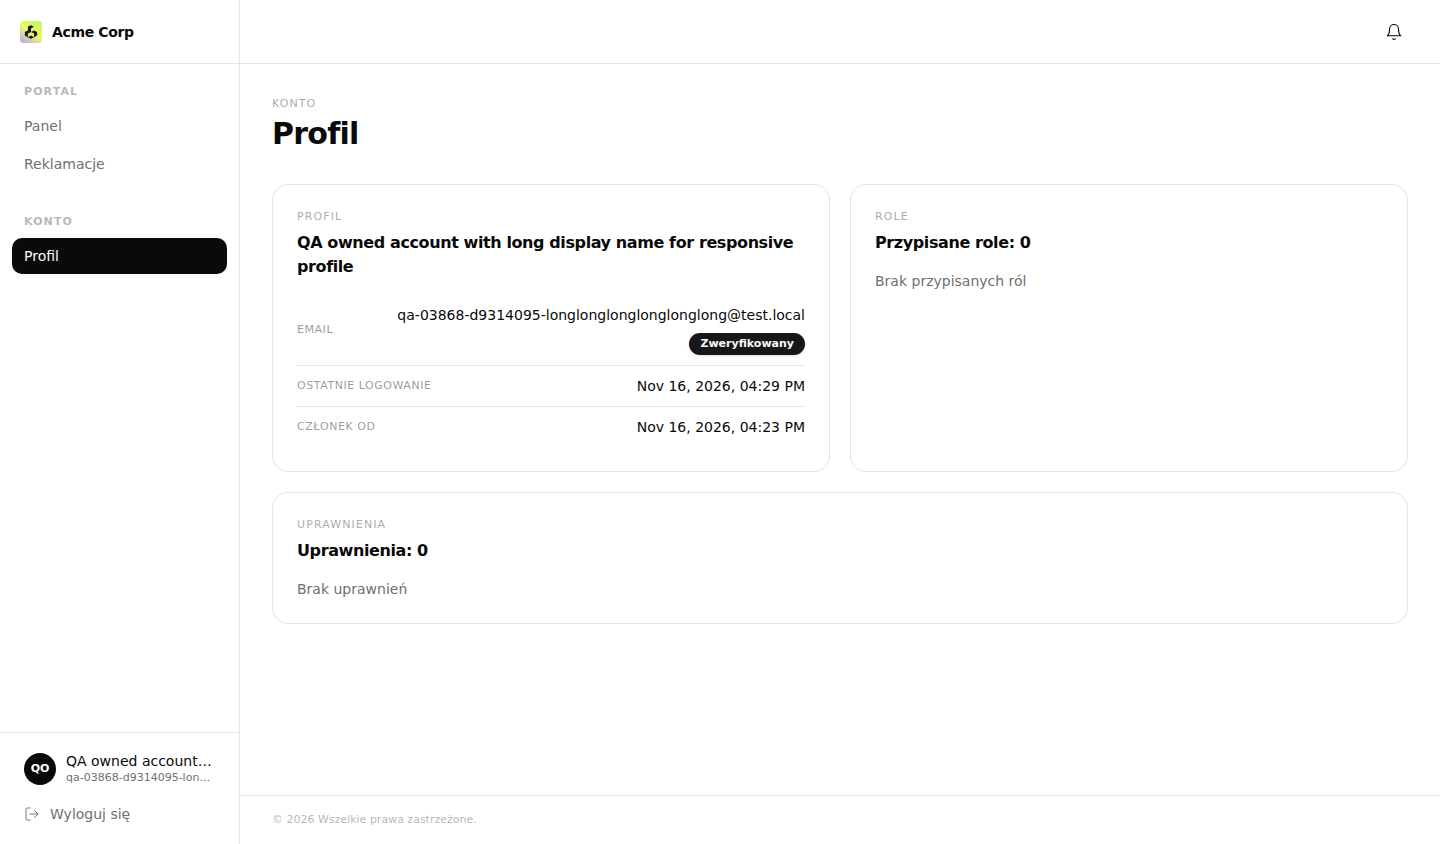 Acme Corp
PORTAL
Panel
Reklamacje
KONTO
Profil
QO
QA owned account...
qa-03868-d9314095-lon...
Wyloguj się
KONTO
Profil
PROFIL
QA owned account with long display name for responsive
profile
EMAIL
qa-03868-d9314095-longlonglonglonglonglong@test.local
Zweryfikowany
OSTATNIE LOGOWANIE
Nov 16, 2026, 04:29 PM
CZŁONEK OD
Nov 16, 2026, 04:23 PM
ROLE
Przypisane role: 0
Brak przypisanych ról
UPRAWNIENIA
Uprawnienia: 0
Brak uprawnień
© 2026 Wszelkie prawa zastrzeżone.